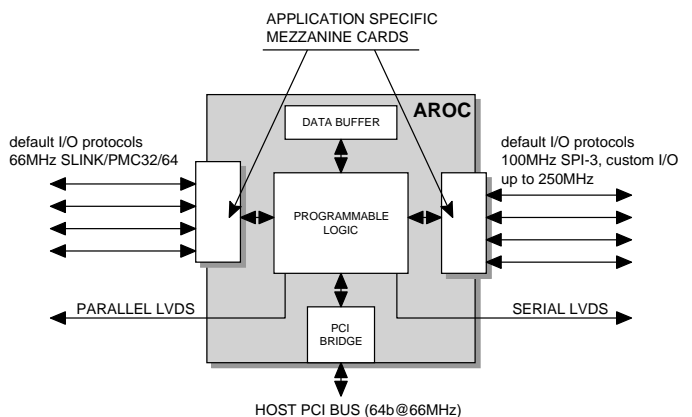 APPLICATION SPECIFIC
MEZZANINE CARDS
AROC
DATA BUFFER
default I/O protocols
66MHz SLINK/PMC32/64
default I/O protocols
100MHz SPI-3, custom I/O
up to 250MHz
PROGRAMMABLE
LOGIC
PARALLEL LVDS
SERIAL LVDS
PCI
BRIDGE
HOST PCI BUS (64b@66MHz)